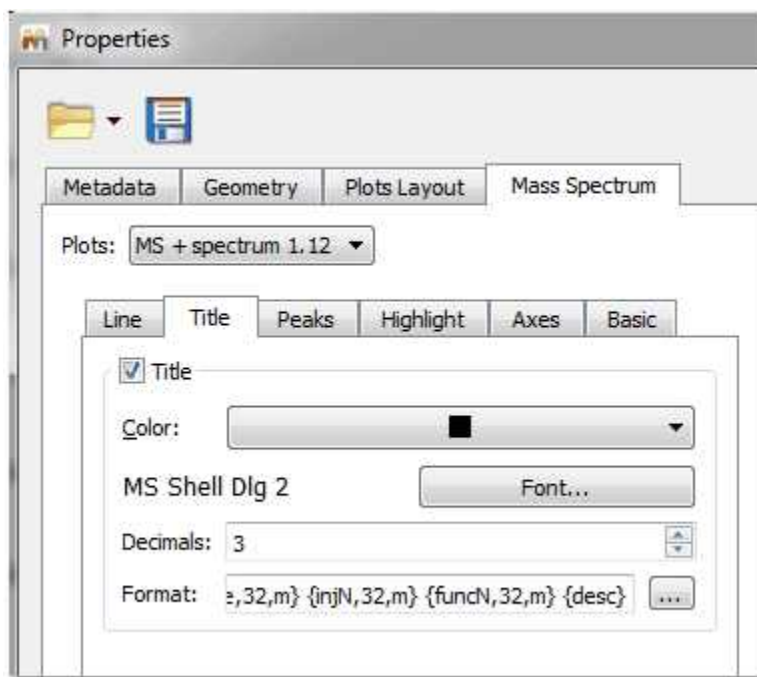 Properties
Metadata Geometry Plots Layout Mass Spectrum
Plots: MS + spectrum 1.12
Line Title Peaks Highlight Axes Basic
Title
Color:
MS Shell Dlg 2 Font...
Decimals: 3
Format: e,32,m} {injN,32,m} {funcN,32,m} {desc} ...